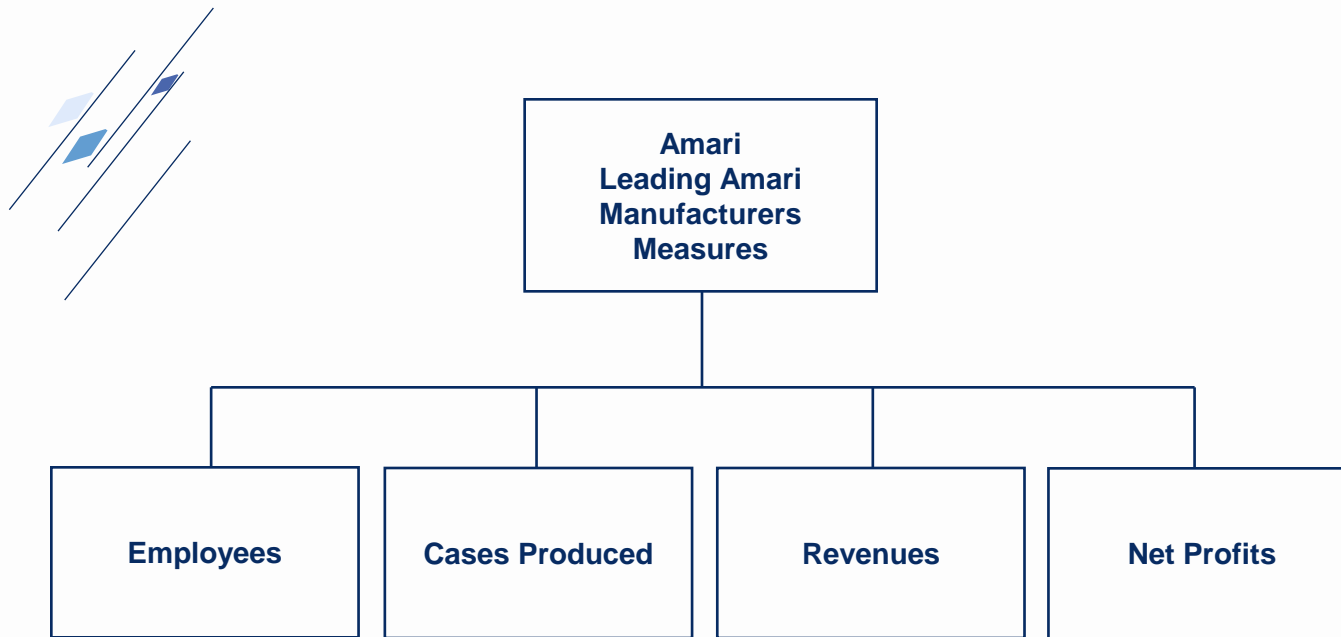 Amari
Leading Amari
Manufacturers
Measures
Employees
Cases Produced
Revenues
Net Profits